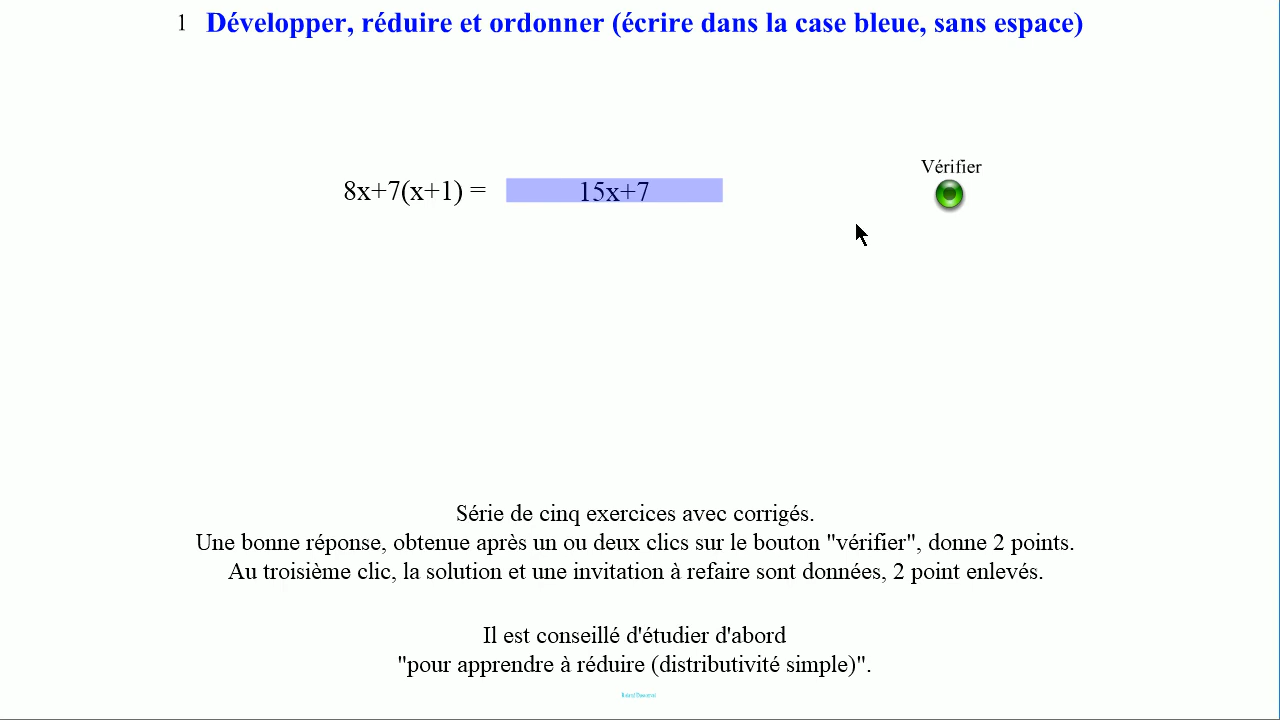 1 Développer, réduire et ordonner (écrire dans la case bleue, sans espace)
Vérifier
8x+7(x+1) = 15x+7
Série de cinq exercices avec corrigés.
Une bonne réponse, obtenue après un ou deux clics sur le bouton "vérifier", donne 2 points.
Au troisième clic, la solution et une invitation à refaire sont données, 2 point enlevés.
Il est conseillé d'étudier d'abord
"pour apprendre à réduire (distributivité simple)".